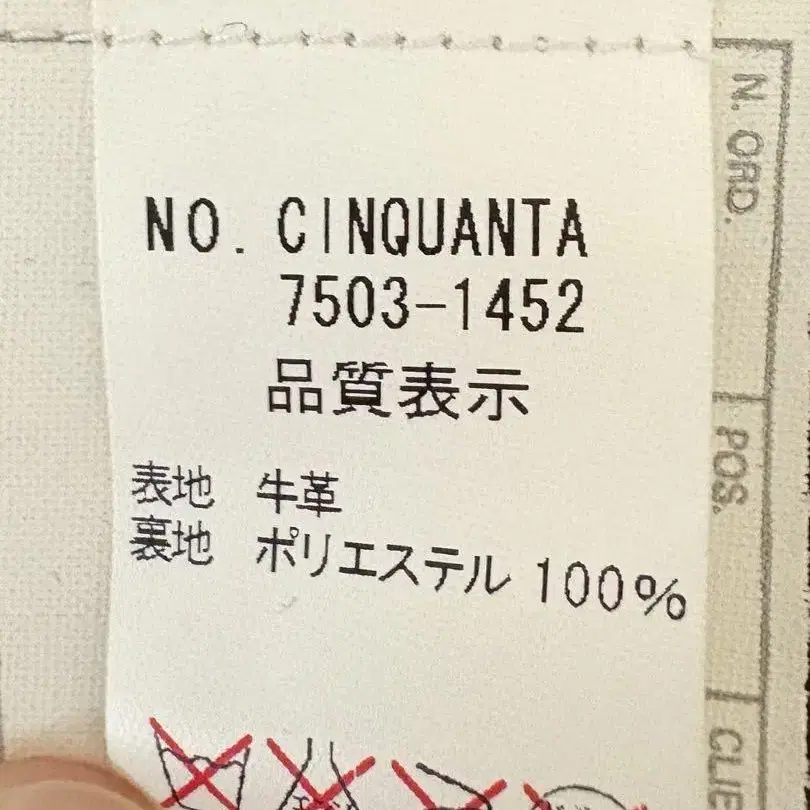 NO. CINQUANTA
7503-1452
品質表示
表地 牛革
裏地 ポリエステル 100%
N. ORD.
POS.